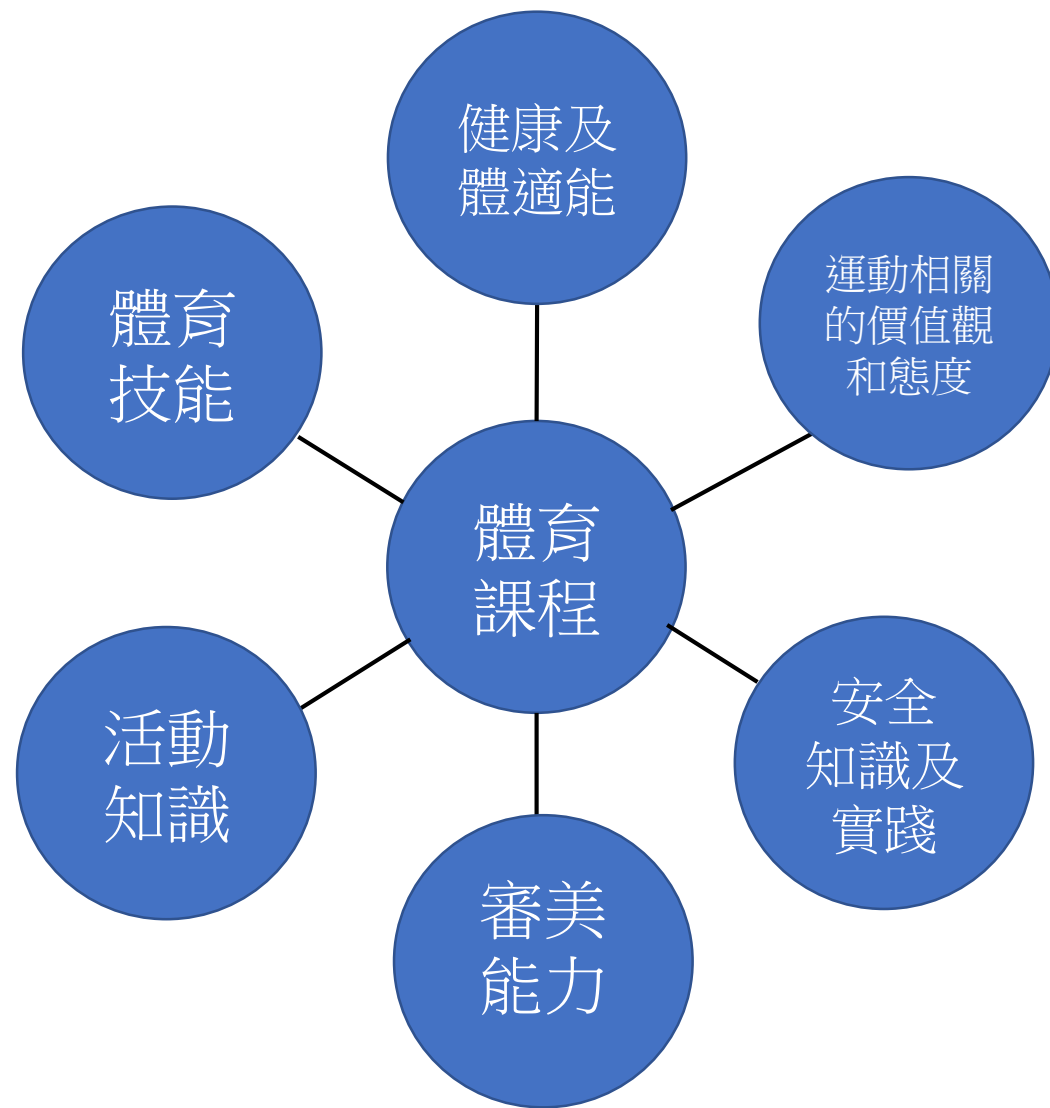 健康及
體適能
運動相關
的價值觀
和態度
體育
技能
體育
課程
活動
知識
安全
知識及
實踐
審美
能力